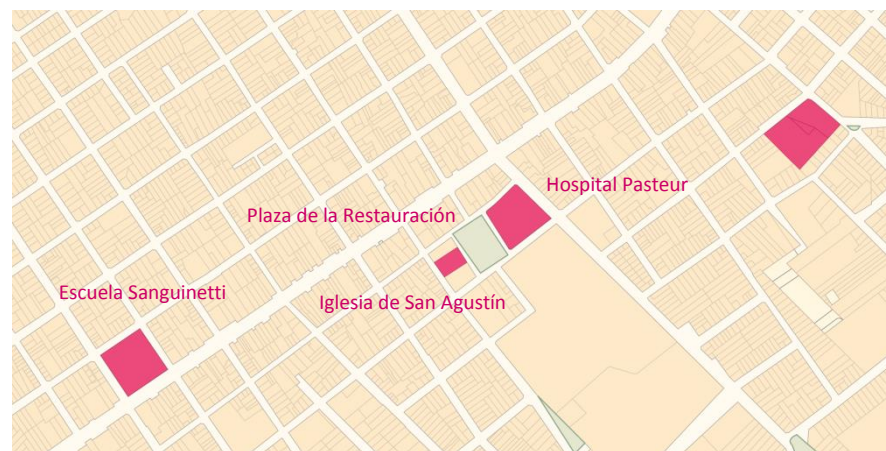 Hospital Pasteur
Plaza de la Restauración
Escuela Sanguinetti
Iglesia de San Agustín